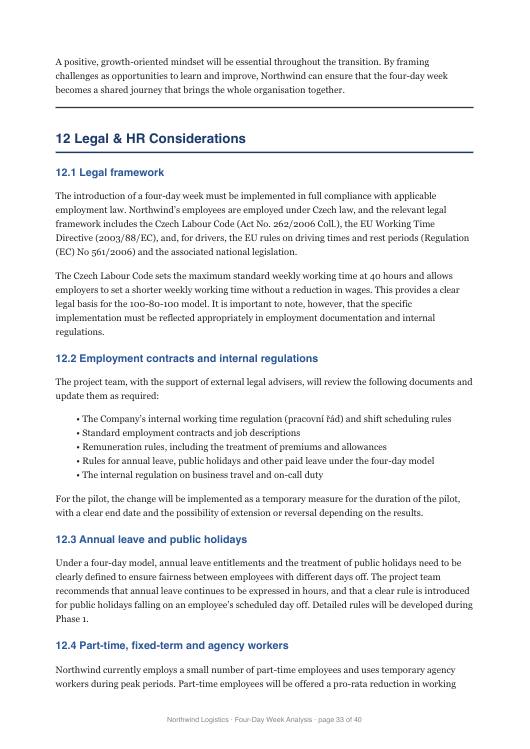 A positive, growth-oriented mindset will be essential throughout the transition. By framing
challenges as opportunities to learn and improve, Northwind can ensure that the four-day week
becomes a shared journey that brings the whole organisation together.
12 Legal & HR Considerations
12.1 Legal framework
The introduction of a four-day week must be implemented in full compliance with applicable
employment law. Northwind's employees are employed under Czech law, and the relevant legal
framework includes the Czech Labour Code (Act No. 262/2006 Coll.), the EU Working Time
Directive (2003/88/EC), and, for drivers, the EU rules on driving times and rest periods (Regulation
(EC) No 561/2006) and the associated national legislation.
The Czech Labour Code sets the maximum standard weekly working time at 40 hours and allows
employers to set a shorter weekly working time without a reduction in wages. This provides a clear
legal basis for the 100-80-100 model. It is important to note, however, that the specific
implementation must be reflected appropriately in employment documentation and internal
regulations.
12.2 Employment contracts and internal regulations
The project team, with the support of external legal advisers, will review the following documents and
update them as required:
• The Company's internal working time regulation (pracovní řád) and shift scheduling rules
• Standard employment contracts and job descriptions
• Remuneration rules, including the treatment of premiums and allowances
• Rules for annual leave, public holidays and other paid leave under the four-day model
• The internal regulation on business travel and on-call duty
For the pilot, the change will be implemented as a temporary measure for the duration of the pilot,
with a clear end date and the possibility of extension or reversal depending on the results.
12.3 Annual leave and public holidays
Under a four-day model, annual leave entitlements and the treatment of public holidays need to be
clearly defined to ensure fairness between employees with different days off. The project team
recommends that annual leave continues to be expressed in hours, and that a clear rule is introduced
for public holidays falling on an employee's scheduled day off. Detailed rules will be developed during
Phase 1.
12.4 Part-time, fixed-term and agency workers
Northwind currently employs a small number of part-time employees and uses temporary agency
workers during peak periods. Part-time employees will be offered a pro-rata reduction in working
Northwind Logistics · Four-Day Week Analysis · page 33 of 40